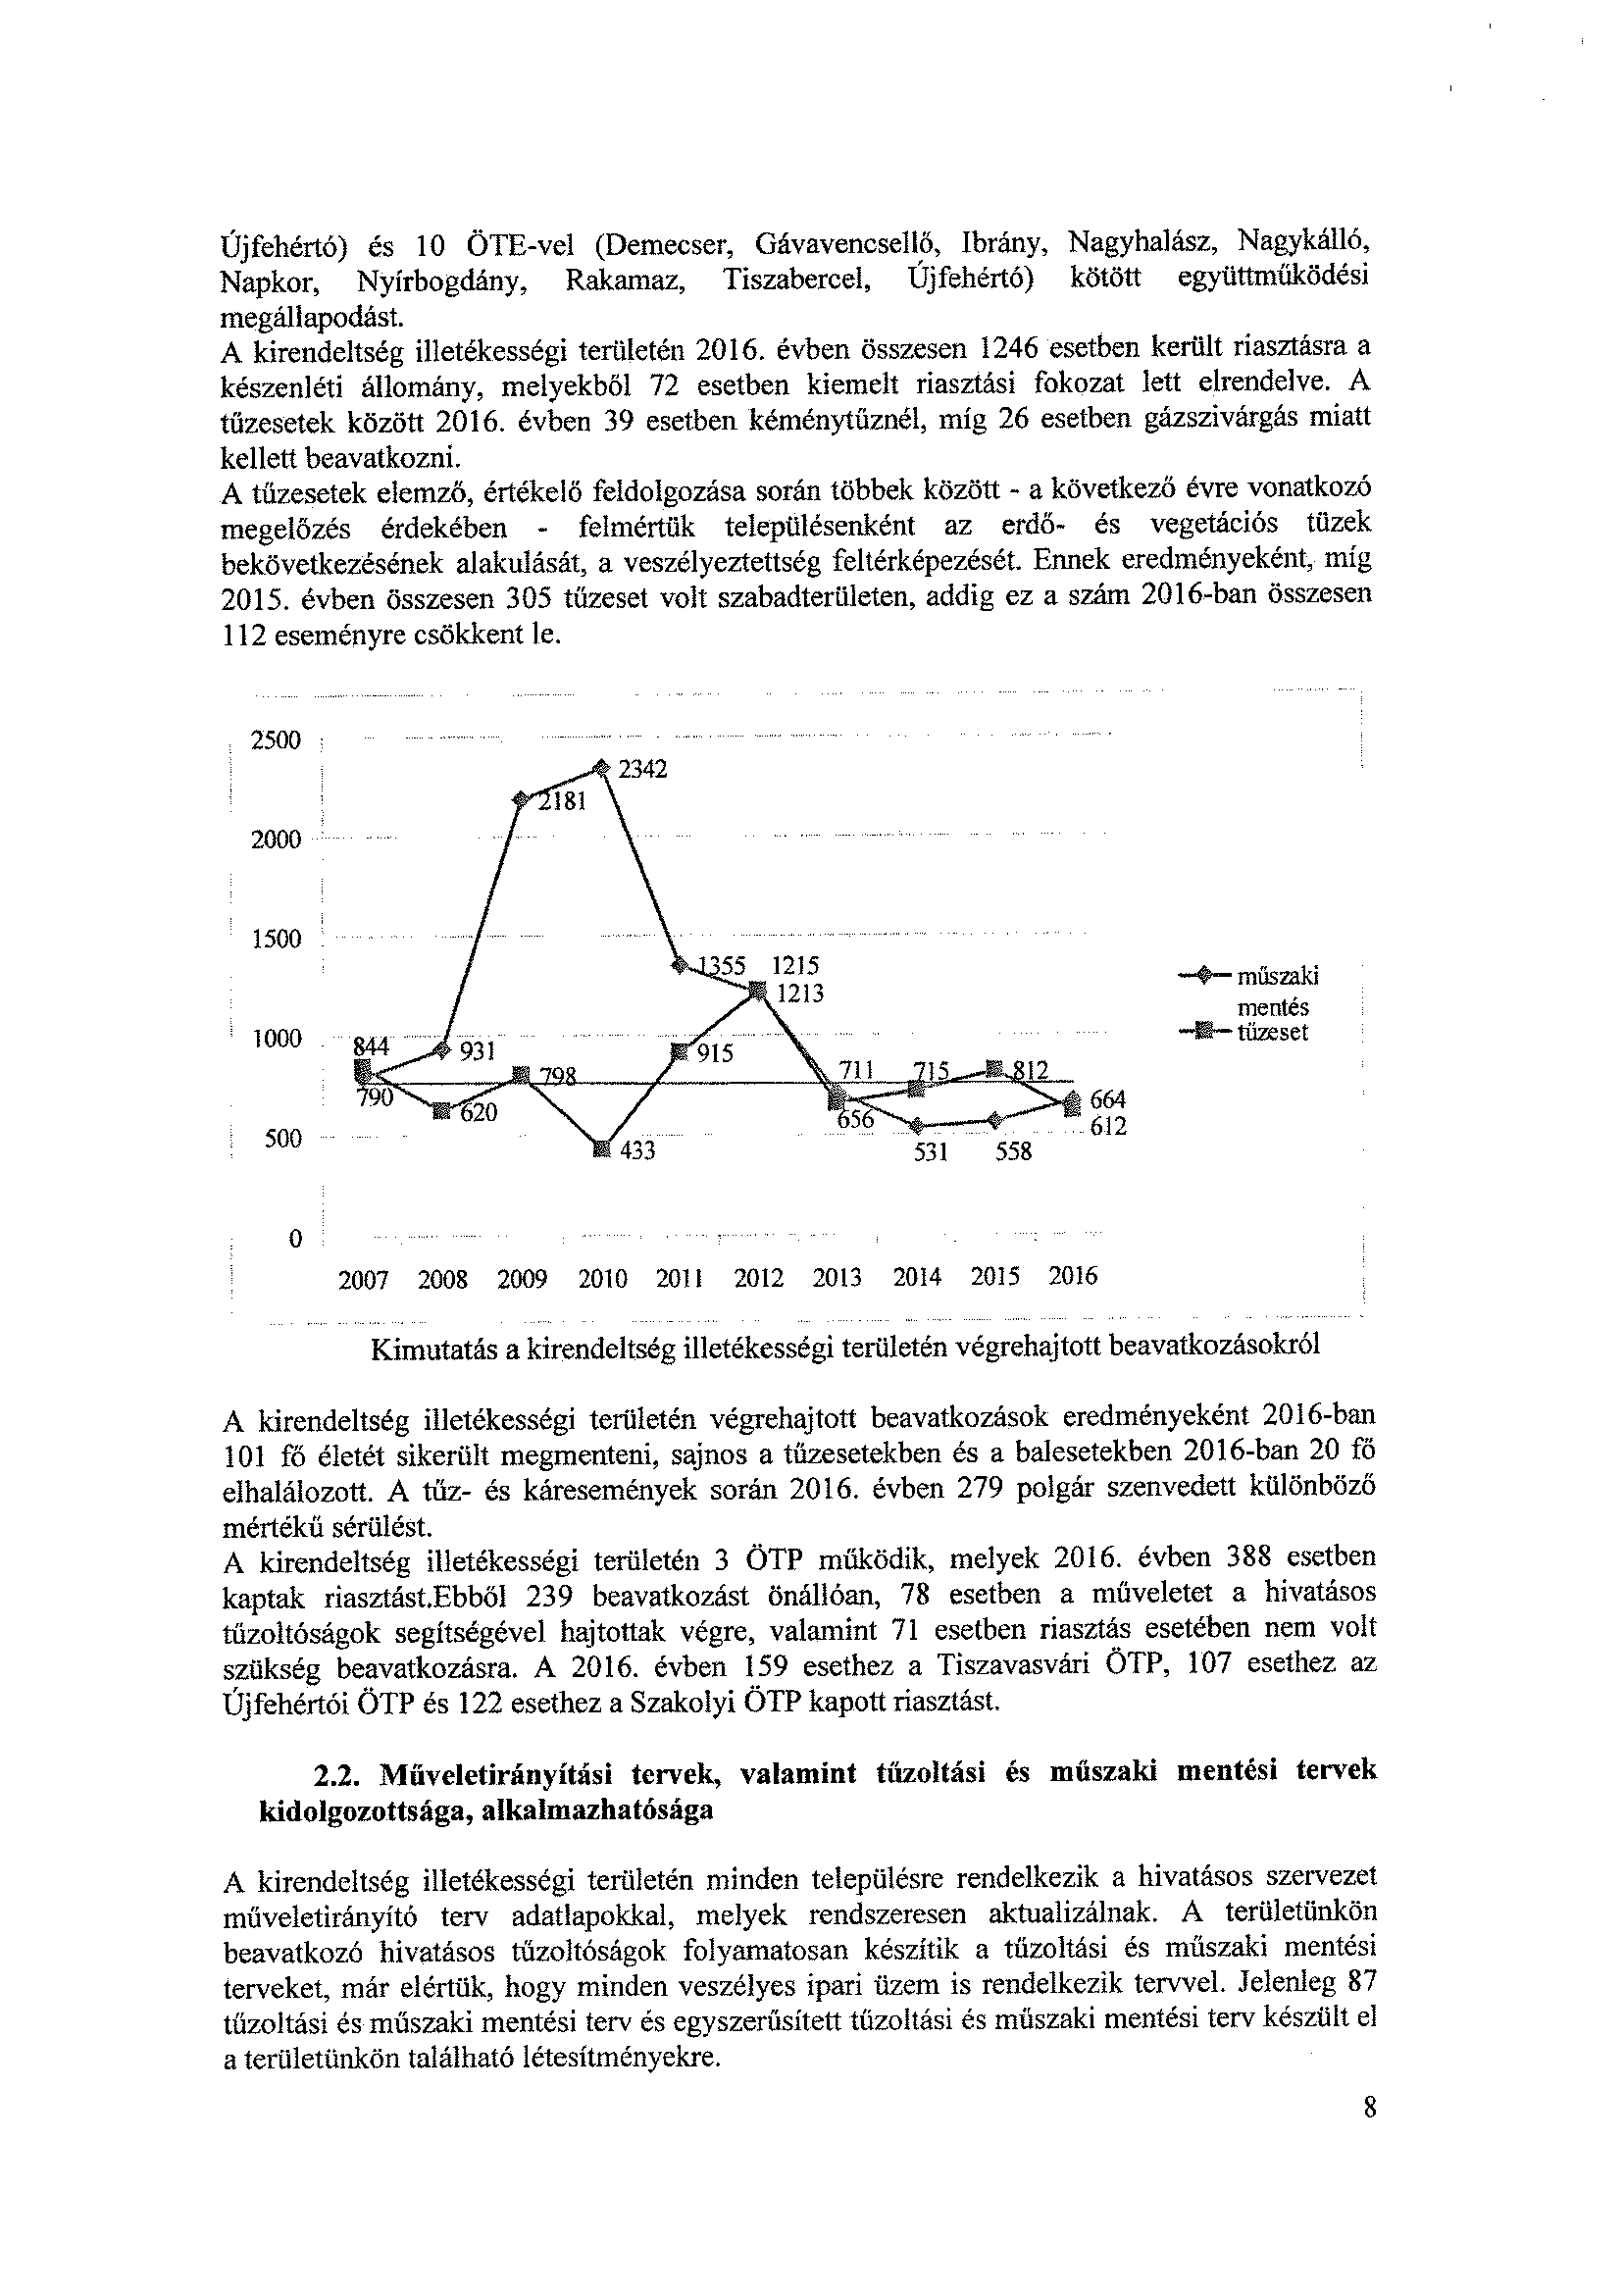 Újfehértó) és 10 ÖTE-vel (Demecser, Gávavencsellő, Ibrány, Nagyhalász, Nagykálló,
Napkor, Nyírbogdány, Rakamaz, Tiszabercel, Újfehértó) kötött együttműködési
megállapodást.
A kirendeltség illetékességi területén 2016. évben összesen 1246 esetben került riasztásra a
készenléti állomány, melyekből 72 esetben kiemelt riasztási fokozat lett elrendelve. A
tűzesetek között 2016. évben 39 esetben kéménytűznél, míg 26 esetben gázszivárgás miatt
kellett beavatkozni.
A tűzesetek elemző, értékelő feldolgozása során többek között - a következő évre vonatkozó
megelőzés érdekében - felmértük településenként az erdő- és vegetációs tüzek
bekövetkezésének alakulását, a veszélyeztettség feltérképezését. Ennek eredményeként, míg
2015. évben összesen 305 tűzeset volt szabadterületen, addig ez a szám 2016-ban összesen
112 eseményre csökkent le.
2500
2342
2181
2000
1500
1355 1215
1213
műszaki
mentés
tűzeset
1000
844 931 915
798 711 715 812
790 620 656 664
612
500
433 531 558
0
2007 2008 2009 2010 2011 2012 2013 2014 2015 2016
Kimutatás a kirendeltség illetékességi területén végrehajtott beavatkozásokról
A kirendeltség illetékességi területén végrehajtott beavatkozások eredményeként 2016-ban
101 fő életét sikerült megmenteni, sajnos a tűzesetekben és a balesetekben 2016-ban 20 fő
elhalálozott. A tűz- és káresemények során 2016. évben 279 polgár szenvedett különböző
mértékű sérülést.
A kirendeltség illetékességi területén 3 ÖTP működik, melyek 2016. évben 388 esetben
kaptak riasztást.Ebből 239 beavatkozást önállóan, 78 esetben a műveletet a hivatásos
tűzoltóságok segítségével hajtottak végre, valamint 71 esetben riasztás esetében nem volt
szükség beavatkozásra. A 2016. évben 159 esethez a Tiszavasvári ÖTP, 107 esethez az
Újfehértói ÖTP és 122 esethez a Szakolyi ÖTP kapott riasztást.
2.2. Műveletirányítási tervek, valamint tűzoltási és műszaki mentési tervek
kidolgozottsága, alkalmazhatósága
A kirendeltség illetékességi területén minden településre rendelkezik a hivatásos szervezet
műveletirányító terv adatlapokkal, melyek rendszeresen aktualizálnak. A területünkön
beavatkozó hivatásos tűzoltóságok folyamatosan készítik a tűzoltási és műszaki mentési
terveket, már elértük, hogy minden veszélyes ipari üzem is rendelkezik tervvel. Jelenleg 87
tűzoltási és műszaki mentési terv és egyszerűsített tűzoltási és műszaki mentési terv készült el
a területünkön található létesítményekre.
8